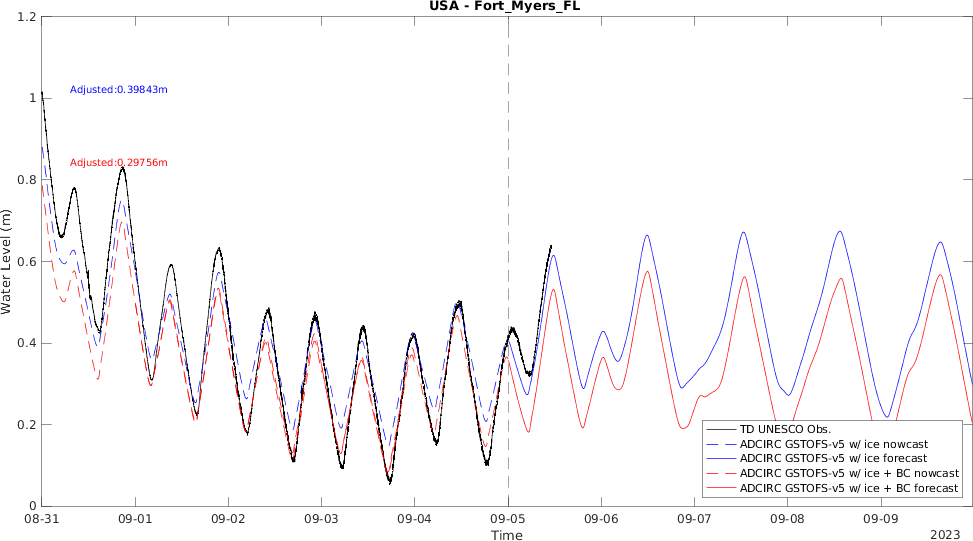 USA - Fort_Myers_FL
1.2
1
0.8
0.6
0.4
0.2
0
Water Level (m)
Adjusted:0.39843m
Adjusted:0.29756m
TD UNESCO Obs.
ADCIRC GSTOFS-v5 w/ ice nowcast
ADCIRC GSTOFS-v5 w/ ice forecast
ADCIRC GSTOFS-v5 w/ ice + BC nowcast
ADCIRC GSTOFS-v5 w/ ice + BC forecast
08-31 09-01 09-02 09-03 09-04 09-05 09-06 09-07 09-08 09-09
Time
2023